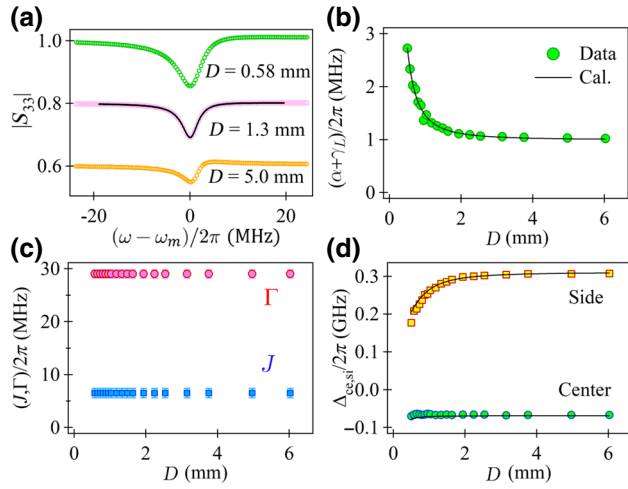 (a)
1.0
0.8
0.6
|S₃₃|
D = 0.58 mm
D = 1.3 mm
D = 5.0 mm
-20
0
20
(ω − ωₘ)/2π (MHz)
(b)
3
2
1
0
(α+γ_L)/2π (MHz)
Data
Cal.
0
2
4
6
D (mm)
(c)
30
20
10
0
(J,Γ)/2π (MHz)
Γ
J
0
2
4
6
D (mm)
(d)
0.3
0.2
0.1
−0.0
−0.1
Δce,si/2π (GHz)
Side
Center
0
2
4
6
D (mm)